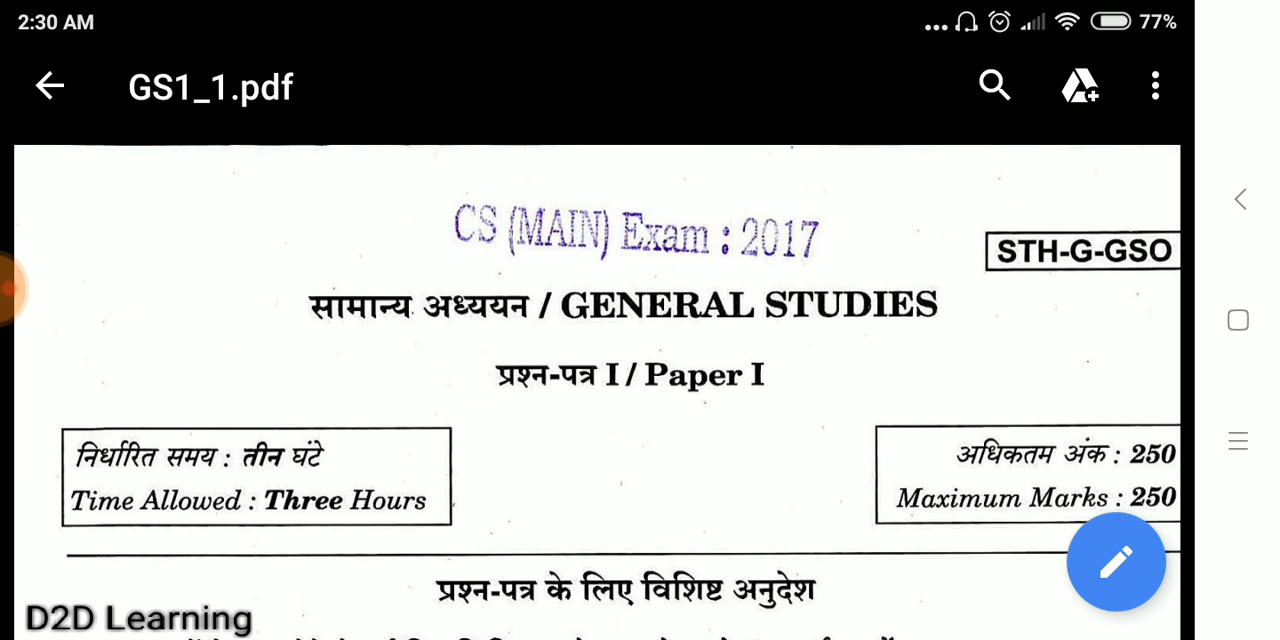 2:30 AM
77%
GS1_1.pdf
CS (MAIN) Exam : 2017
STH-G-GSO
सामान्य अध्ययन / GENERAL STUDIES
प्रश्न-पत्र I / Paper I
निर्धारित समय : तीन घंटे
Time Allowed : Three Hours
अधिकतम अंक : 250
Maximum Marks : 250
प्रश्न-पत्र के लिए विशिष्ट अनुदेश
D2D Learning